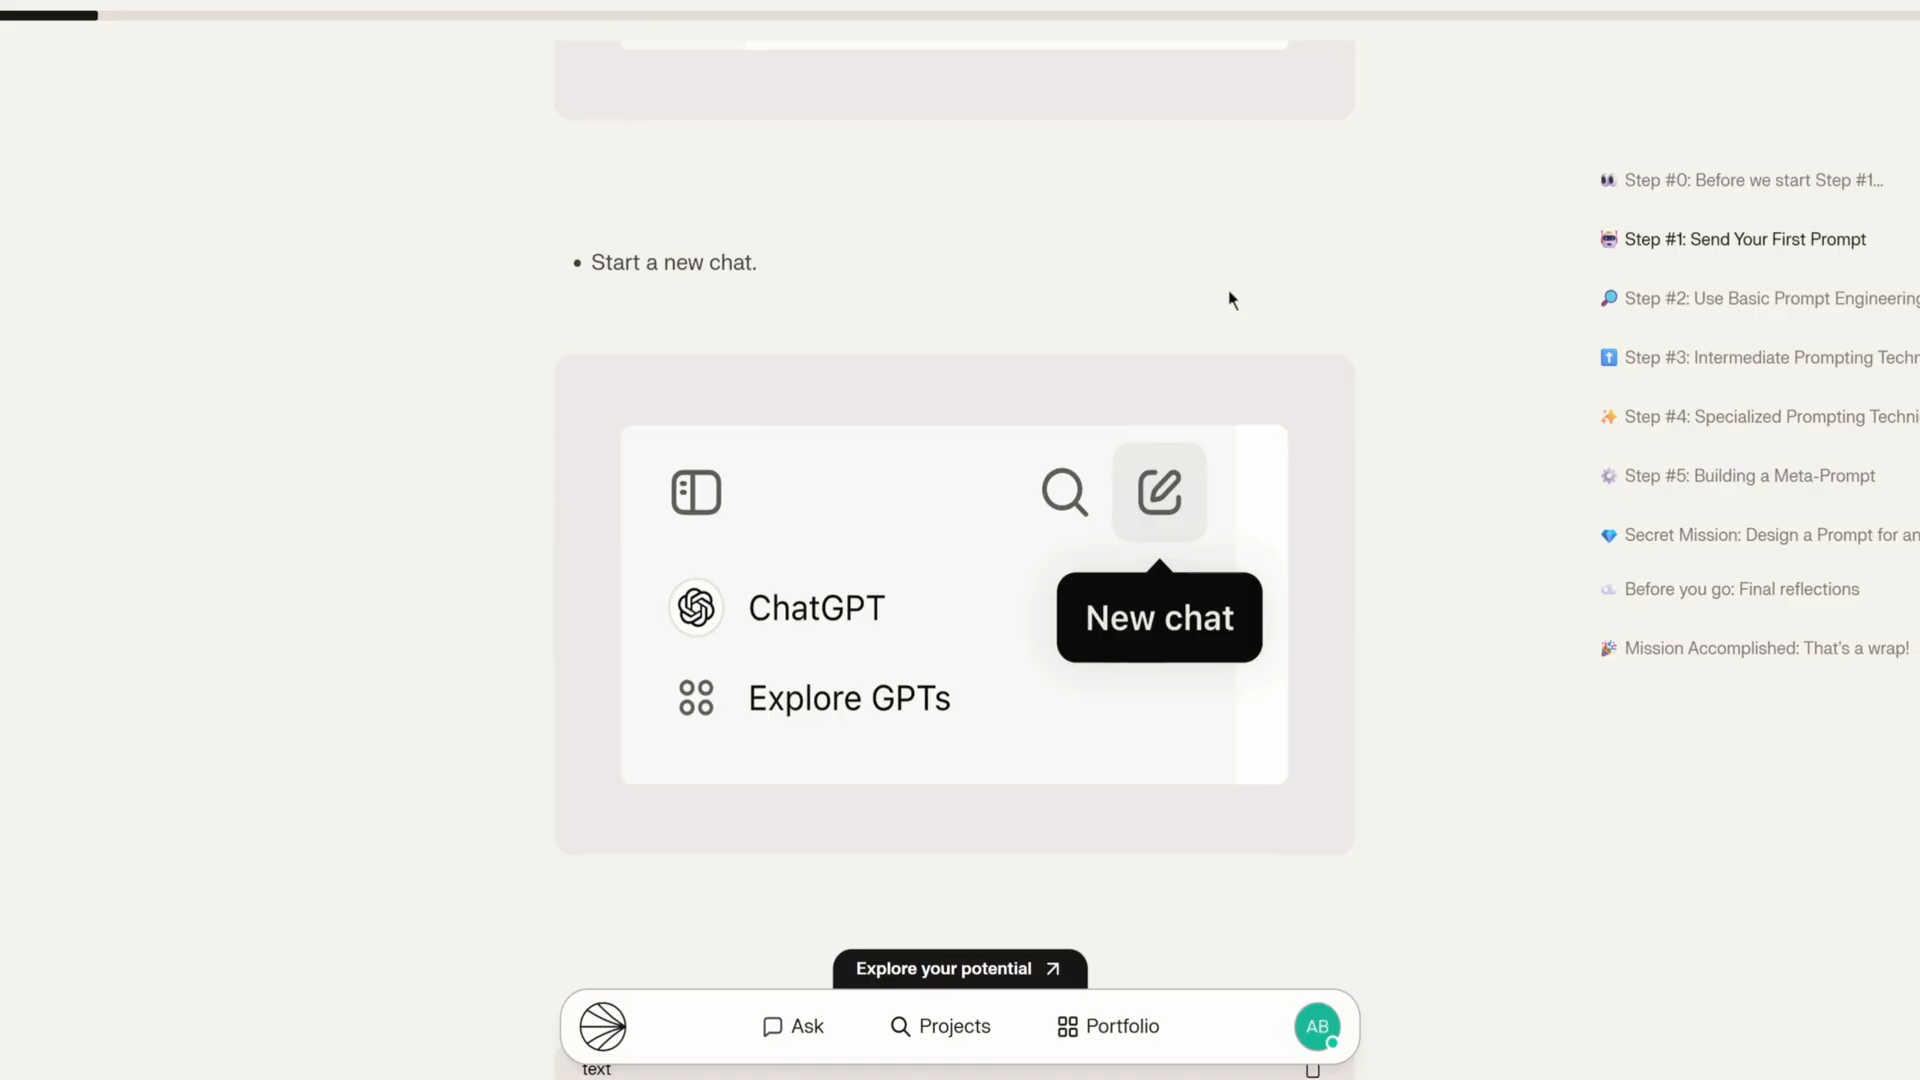 Start a new chat.
ChatGPT
New chat
Explore GPTs
Step #0: Before we start Step #1...
Step #1: Send Your First Prompt
Step #2: Use Basic Prompt Engineering
Step #3: Intermediate Prompting Techn
Step #4: Specialized Prompting Techni
Step #5: Building a Meta-Prompt
Secret Mission: Design a Prompt for an
Before you go: Final reflections
Mission Accomplished: That's a wrap!
Explore your potential
Ask Projects Portfolio AB
text